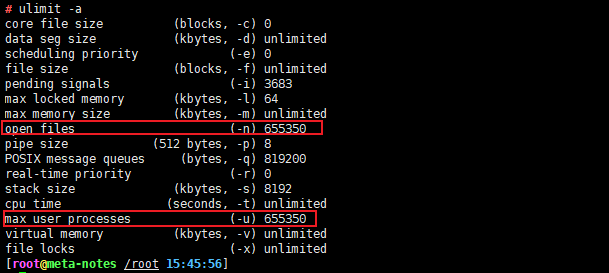 # ulimit -a
core file size          (blocks, -c) 0
data seg size           (kbytes, -d) unlimited
scheduling priority             (-e) 0
file size               (blocks, -f) unlimited
pending signals                 (-i) 3683
max locked memory       (kbytes, -l) 64
max memory size         (kbytes, -m) unlimited
open files                      (-n) 655350
pipe size            (512 bytes, -p) 8
POSIX message queues     (bytes, -q) 819200
real-time priority              (-r) 0
stack size              (kbytes, -s) 8192
cpu time               (seconds, -t) unlimited
max user processes              (-u) 655350
virtual memory          (kbytes, -v) unlimited
file locks                      (-x) unlimited
[root@meta-notes /root 15:45:56]